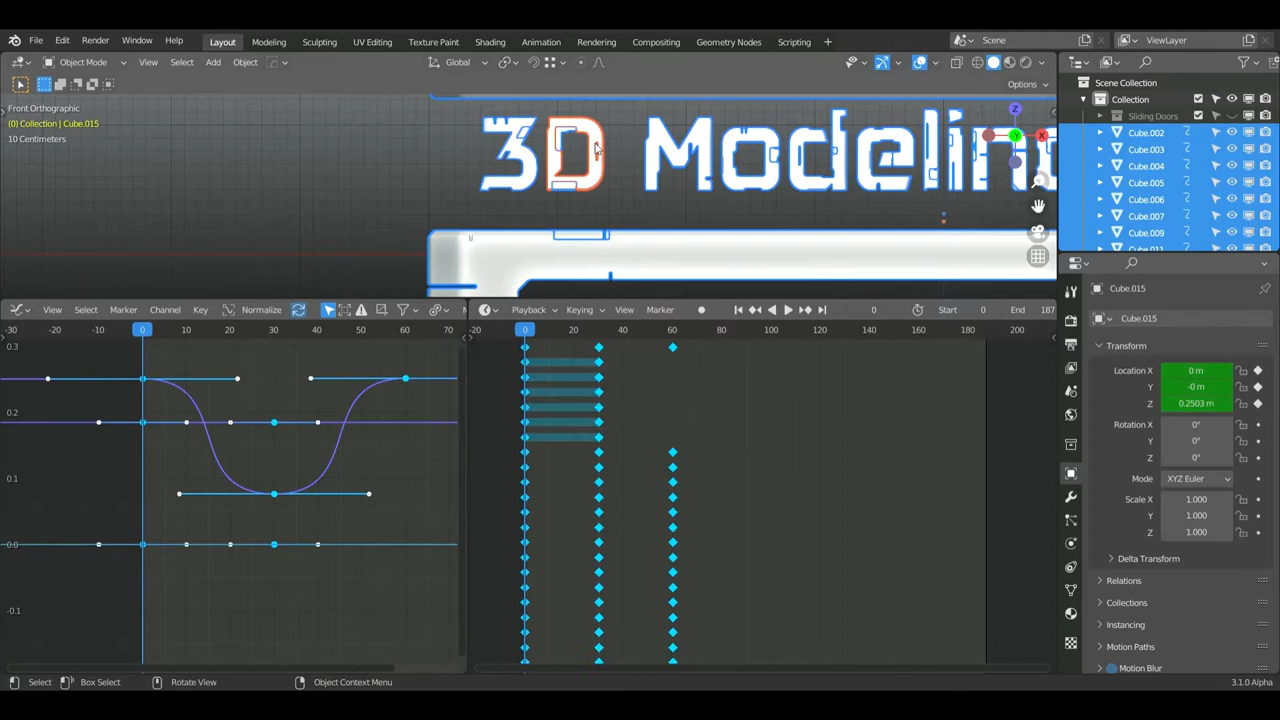 File Edit Render Window Help Layout Modeling Sculpting UV Editing Texture Paint Shading Animation Rendering Compositing Geometry Nodes Scripting + Scene ViewLayer
Object Mode View Select Add Object Global
Options
Front Orthographic
(0) Collection | Cube.015
10 Centimeters
3D Modeling
Z
X
Y
Scene Collection
Collection
Sliding Doors
Cube.002
Cube.003
Cube.004
Cube.005
Cube.006
Cube.007
Cube.009
Cube.011
View Select Marker Channel Key Normalize
-30 -20 -10 0 10 20 30 40 50 60 70
0.3
0.2
0.1
0.0
-0.1
Playback Keying View Marker 0 Start 0 End 187
-20 0 20 40 60 80 100 120 140 160 180 200
Cube.015
Cube.015
Transform
Location X 0 m
Y -0 m
Z 0.2503 m
Rotation X 0°
Y 0°
Z 0°
Mode XYZ Euler
Scale X 1.000
Y 1.000
Z 1.000
Delta Transform
Relations
Collections
Instancing
Motion Paths
Motion Blur
Select Box Select Rotate View Object Context Menu 3.1.0 Alpha